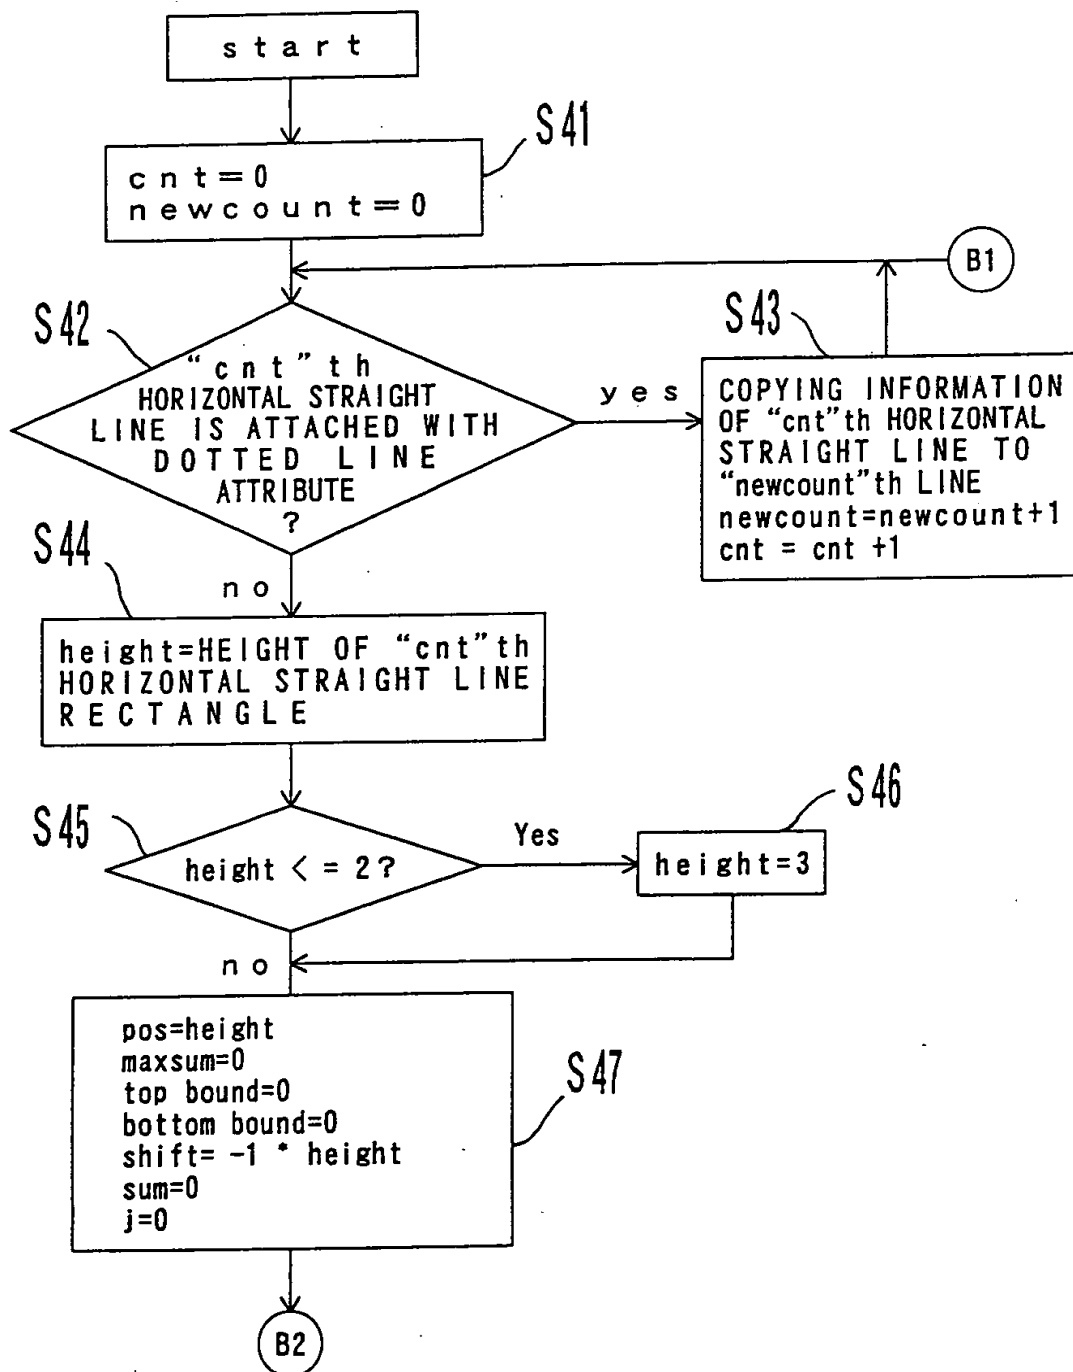 start
S41
cnt=0
newcount=0
B1
S42
"cnt"th
HORIZONTAL STRAIGHT
LINE IS ATTACHED WITH
DOTTED LINE
ATTRIBUTE
?
yes
S43
COPYING INFORMATION
OF "cnt"th HORIZONTAL
STRAIGHT LINE TO
"newcount"th LINE
newcount=newcount+1
cnt = cnt +1
no
S44
height=HEIGHT OF "cnt"th
HORIZONTAL STRAIGHT LINE
RECTANGLE
S45
height < = 2?
Yes
S46
height=3
no
S47
pos=height
maxsum=0
top bound=0
bottom bound=0
shift= -1 * height
sum=0
j=0
B2